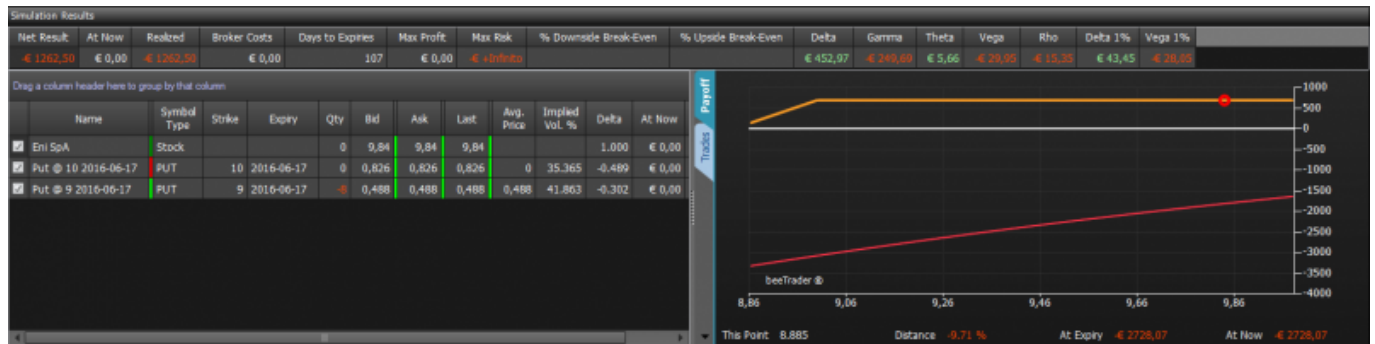 Simulation Results
Net Result At Now Realized Broker Costs Days to Expiries Max Profit Max Risk % Downside Break-Even % Upside Break-Even Delta Gamma Theta Vega Rho Delta 1% Vega 1%
-€ 1262,50 € 0,00 -€ 1262,50 € 0,00 107 € 0,00 -€ +Infinito € 452,97 -€ 249,60 € 5,66 -€ 29,95 -€ 15,35 € 43,45 -€ 28,05
Drag a column header here to group by that column
Name Symbol Type Strike Expiry Qty Bid Ask Last Avg. Price Implied Vol. % Delta At Now
Eni SpA Stock 0 9,84 9,84 9,84 1.000 € 0,00
Put @ 10 2016-06-17 PUT 10 2016-06-17 0 0,826 0,826 0,826 0 35.365 -0.489 € 0,00
Put @ 9 2016-06-17 PUT 9 2016-06-17 0,488 0,488 0,488 0,488 41.863 -0.302 € 0,00
Payoff
Trades
1000
500
0
-500
-1000
-1500
-2000
-2500
-3000
-3500
-4000
beeTrader ®
8,86 9,06 9,26 9,46 9,66 9,86
This Point 8.885 Distance -9.71 % At Expiry -€ 2728,07 At Now -€ 2728,07